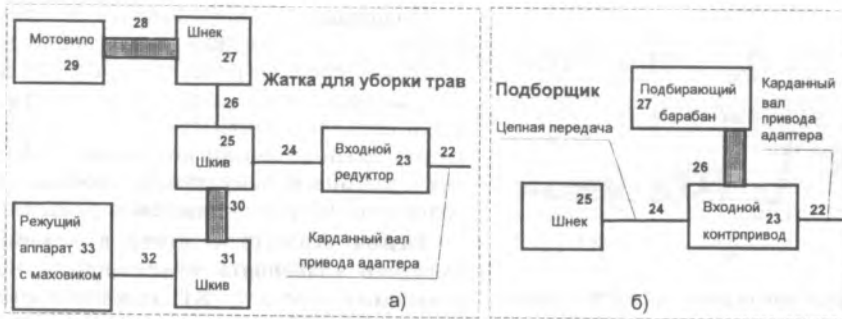 28
Мотовило
29
Шнек
27
26
Жатка для уборки трав
25
Шкив
24
Входной
редуктор
23
22
30
Режущий
аппарат 33
с маховиком
32
31
Шкив
Карданный вал
привода адаптера
а)
Подборщик
Цепная передача
Подбирающий
27
барабан
Карданный
вал
привода
адаптера
26
25
Шнек
24
Входной
23
контрпривод
22
б)